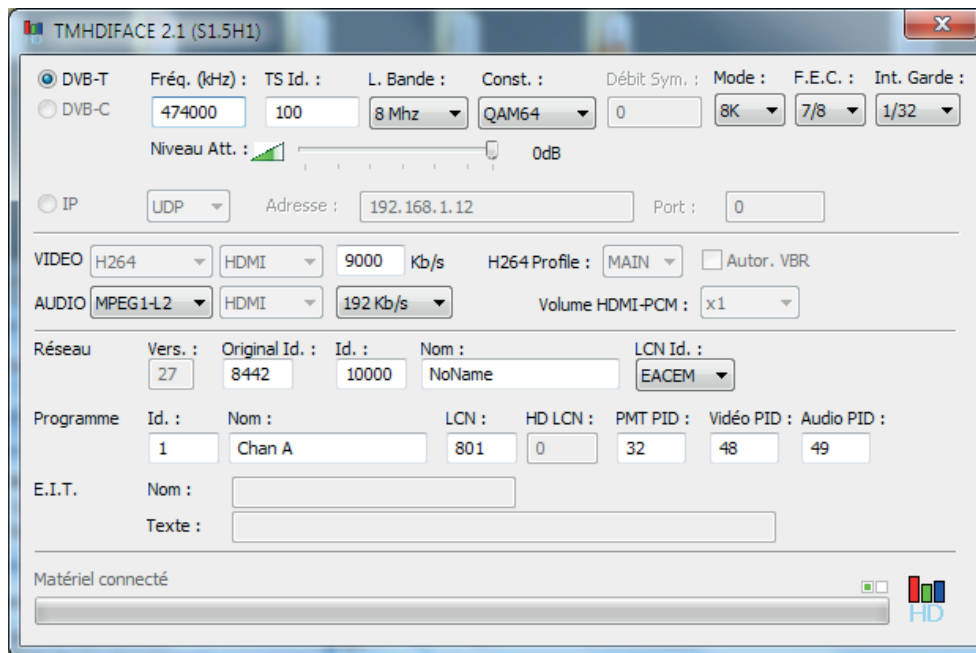 TMHDIFACE 2.1 (S1.5H1)
DVB-T Fréq. (kHz) : TS Id. : L. Bande : Const. : Débit Sym. : Mode : F.E.C. : Int. Garde :
DVB-C 474000 100 8 Mhz QAM64 0 8K 7/8 1/32
Niveau Att. : 0dB
IP UDP Adresse : 192.168.1.12 Port : 0
VIDEO H264 HDMI 9000 Kb/s H264 Profile : MAIN Autor. VBR
AUDIO MPEG1-L2 HDMI 192 Kb/s Volume HDMI-PCM : x1
Réseau Vers. : Original Id. : Id. : Nom : LCN Id. :
27 8442 10000 NoName EACEM
Programme Id. : Nom : LCN : HD LCN : PMT PID : Vidéo PID : Audio PID :
1 Chan A 801 0 32 48 49
E.I.T. Nom :
Texte :
Matériel connecté
HD